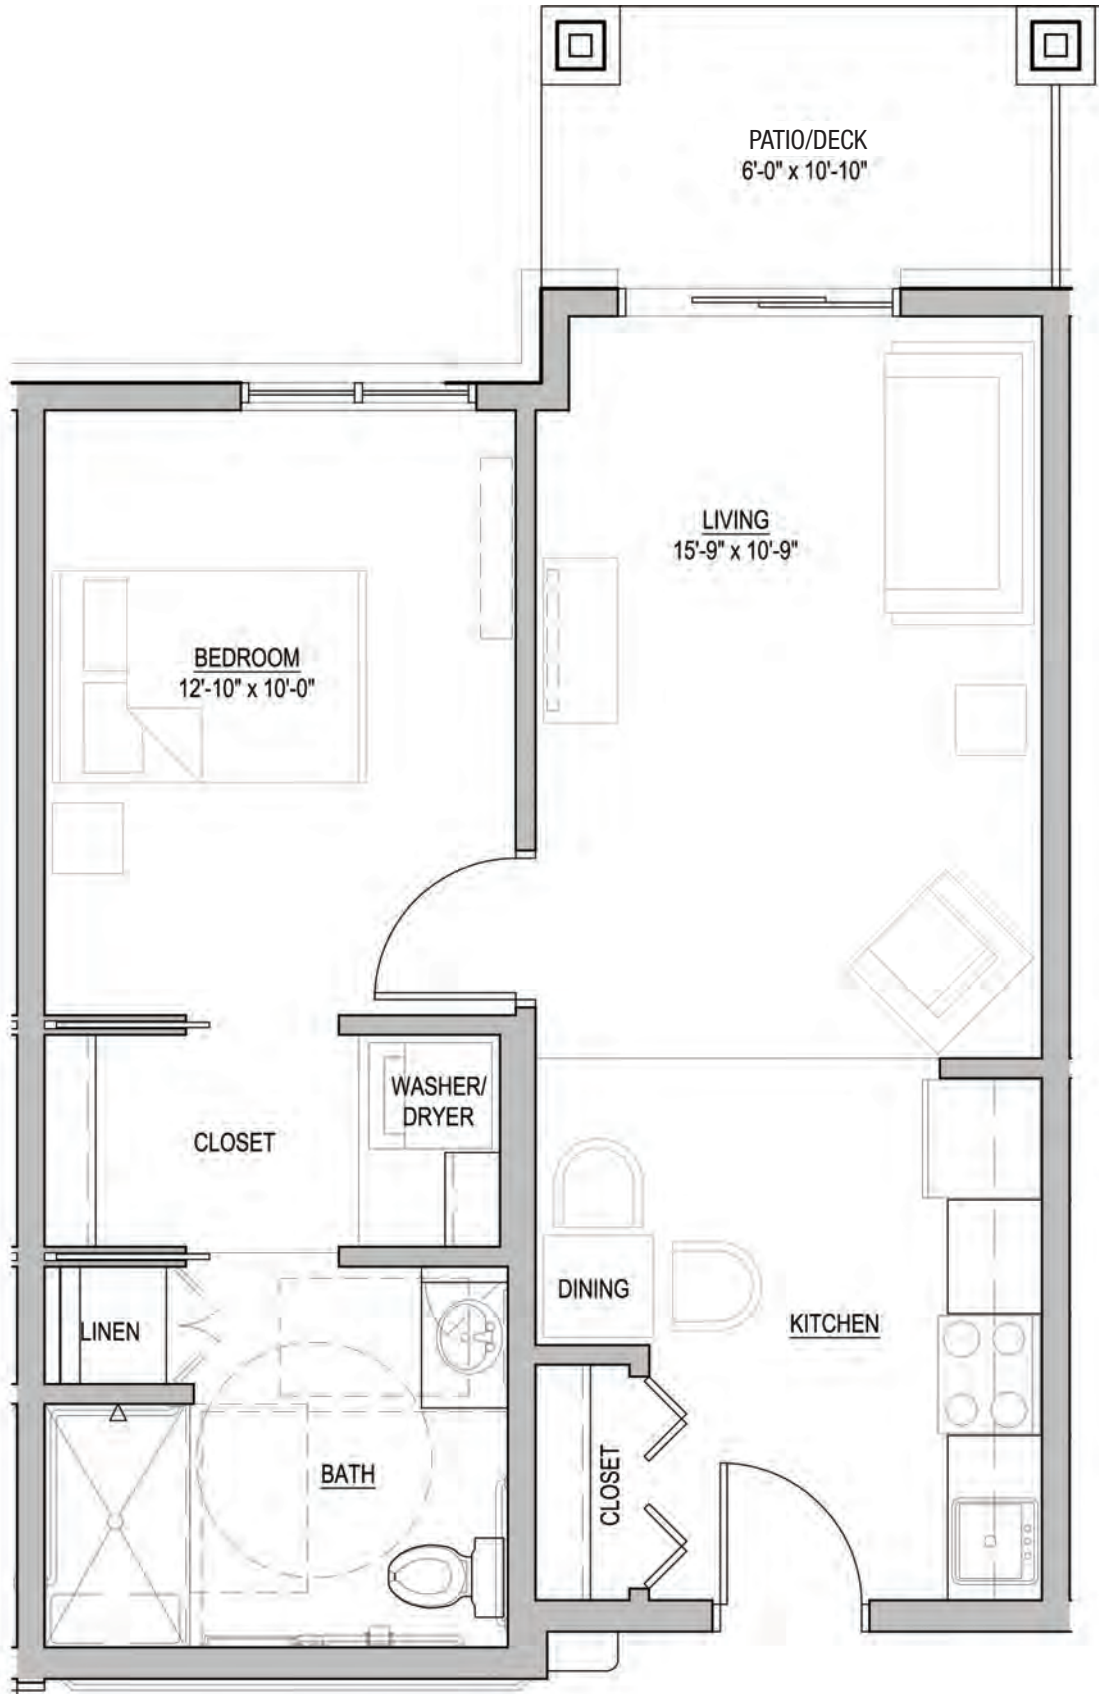 PATIO/DECK
6'-0" x 10'-10"
LIVING
15'-9" x 10'-9"
BEDROOM
12'-10" x 10'-0"
WASHER/
DRYER
CLOSET
DINING
LINEN
KITCHEN
CLOSET
BATH